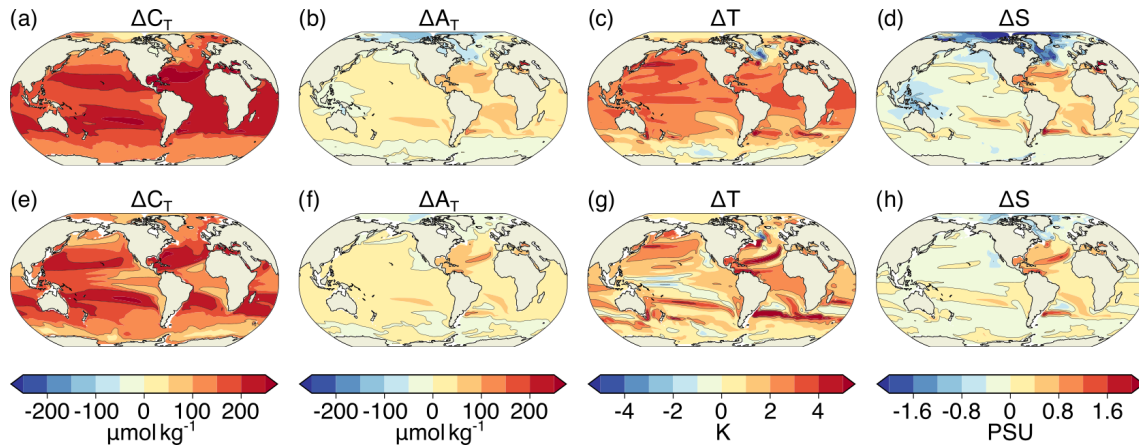 (a) ΔC_T (b) ΔA_T (c) ΔT (d) ΔS
(e) ΔC_T (f) ΔA_T (g) ΔT (h) ΔS
-200 -100 0 100 200 -200 -100 0 100 200 -4 -2 0 2 4 -1.6 -0.8 0.0 0.8 1.6
μmol kg⁻¹ μmol kg⁻¹ K PSU